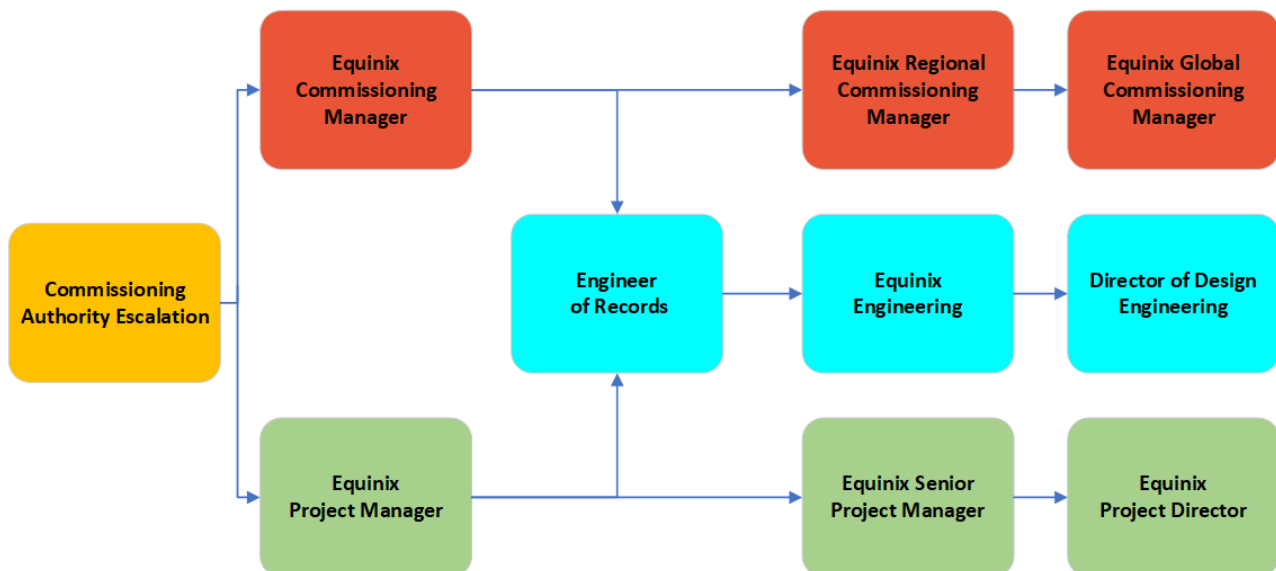 Equinix
Commissioning
Manager
Equinix Regional
Commissioning
Manager
Equinix Global
Commissioning
Manager
Commissioning
Authority Escalation
Engineer
of Records
Equinix
Engineering
Director of Design
Engineering
Equinix
Project Manager
Equinix Senior
Project Manager
Equinix
Project Director